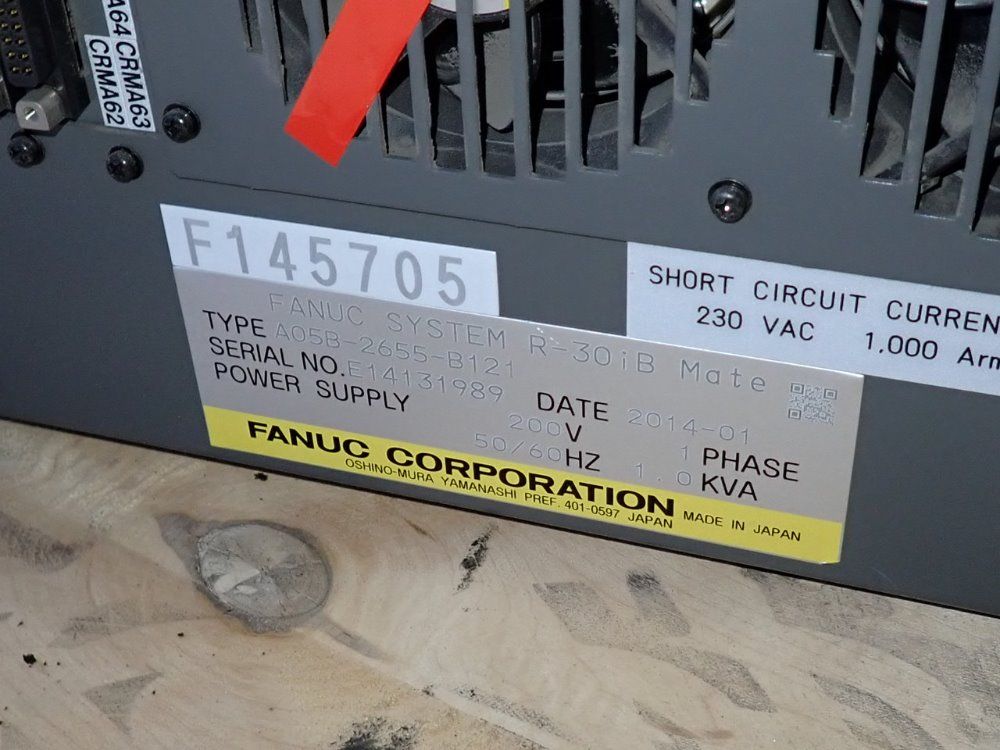 A64 CRMA63
CRMA62
F145705
SHORT CIRCUIT CURREN
230 VAC 1.000 Arm
FANUC SYSTEM R-30iB Mate
TYPE A05B-2655-B121
SERIAL NO. E14131989 DATE 2014-01
POWER SUPPLY 200V 1 PHASE
50/60HZ 1.0 KVA
FANUC CORPORATION
OSHINO-MURA YAMANASHI PREF. 401-0597 JAPAN MADE IN JAPAN